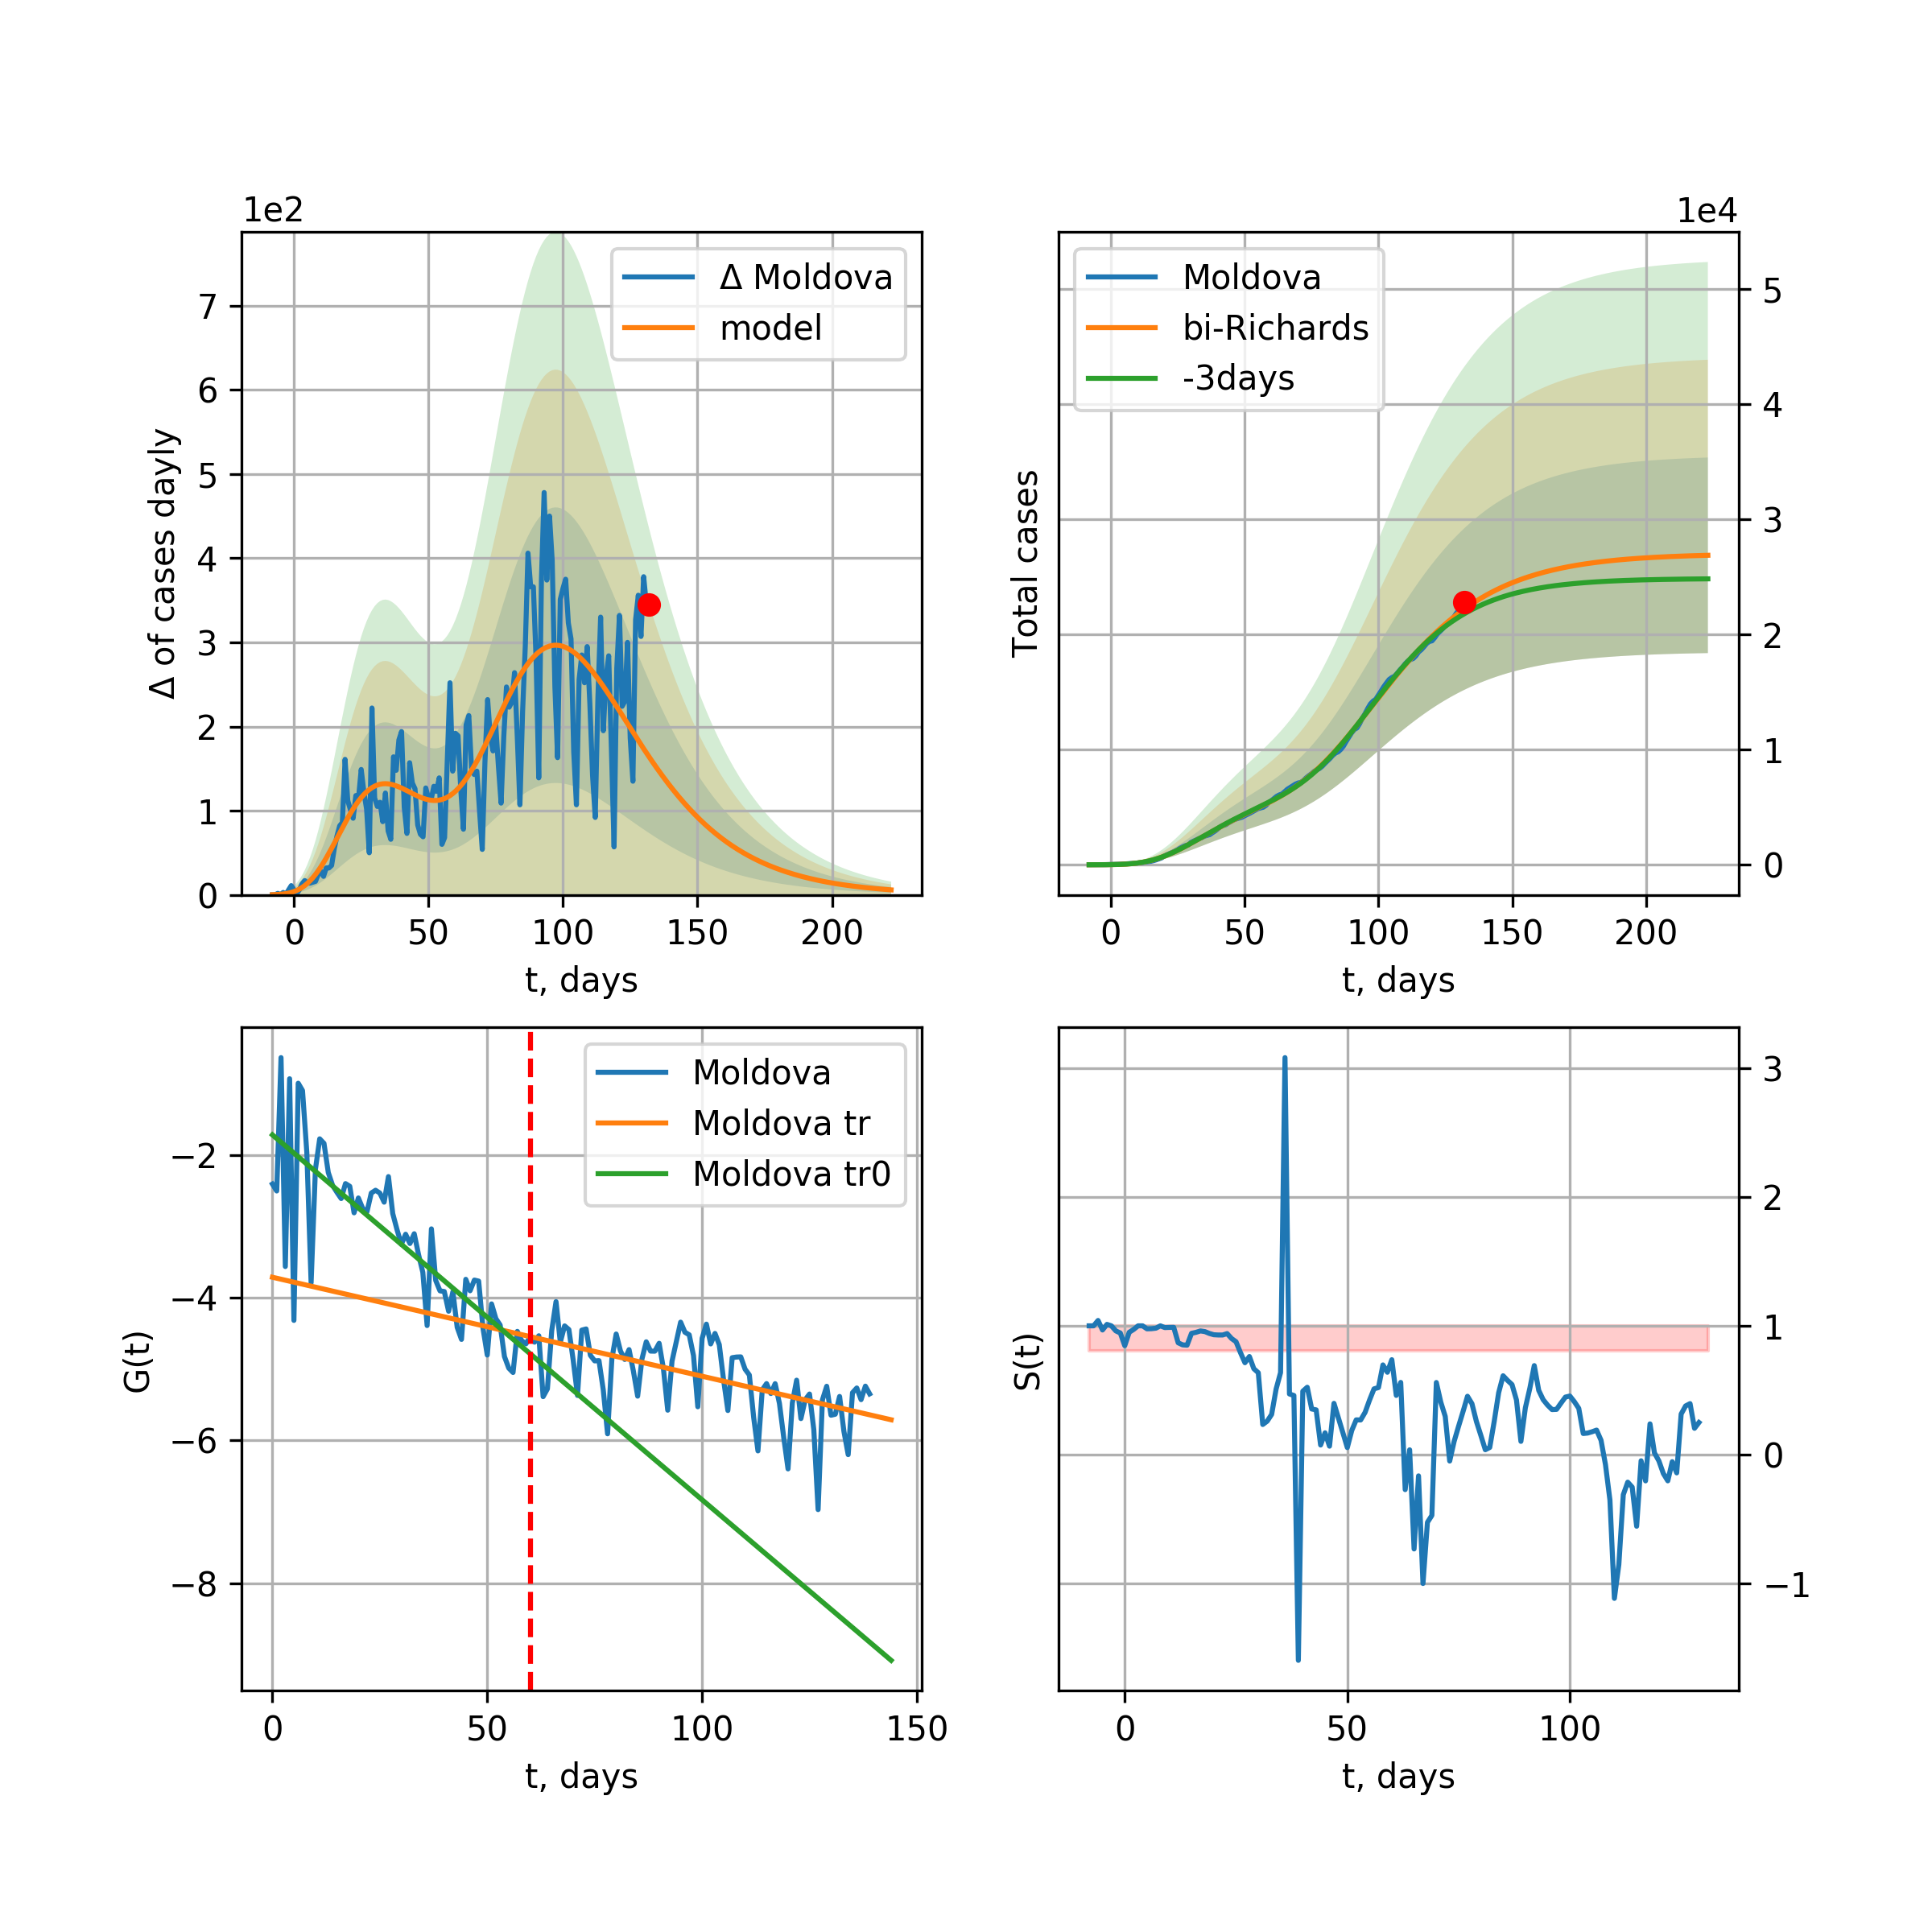 1e2
Δ Moldova
model
7
6
5
4
3
2
1
0
Δ of cases dayly
0 50 100 150 200
t, days
1e4
Moldova
bi-Richards
-3days
5
4
3
2
1
0
Total cases
0 50 100 150 200
t, days
Moldova
Moldova tr
Moldova tr0
−2
−4
−6
−8
G(t)
0 50 100 150
t, days
3
2
1
0
−1
S(t)
0 50 100
t, days